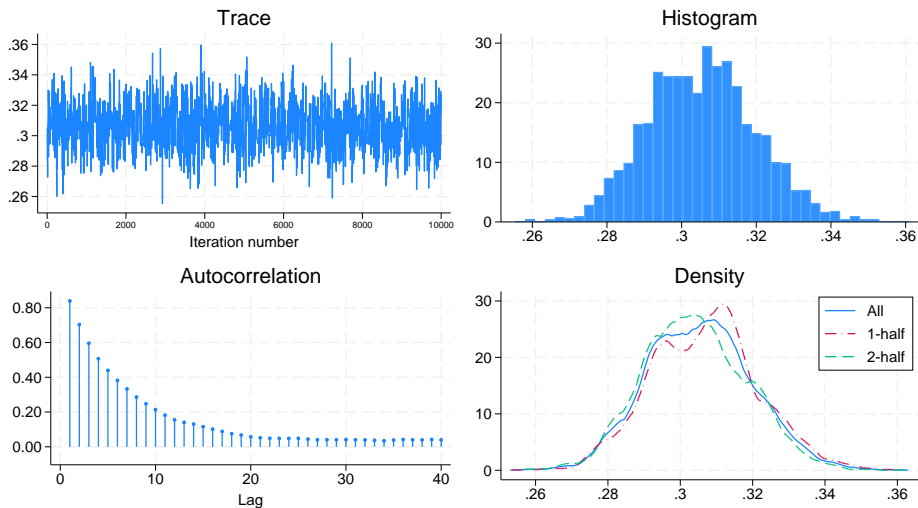 Trace
.36
.34
.32
.3
.28
.26
0 2000 4000 6000 8000 10000
Iteration number
Histogram
30
20
10
0
.26 .28 .3 .32 .34 .36
Autocorrelation
0.80
0.60
0.40
0.20
0.00
0 10 20 30 40
Lag
Density
30
20
10
0
.26 .28 .3 .32 .34 .36
All
1-half
2-half